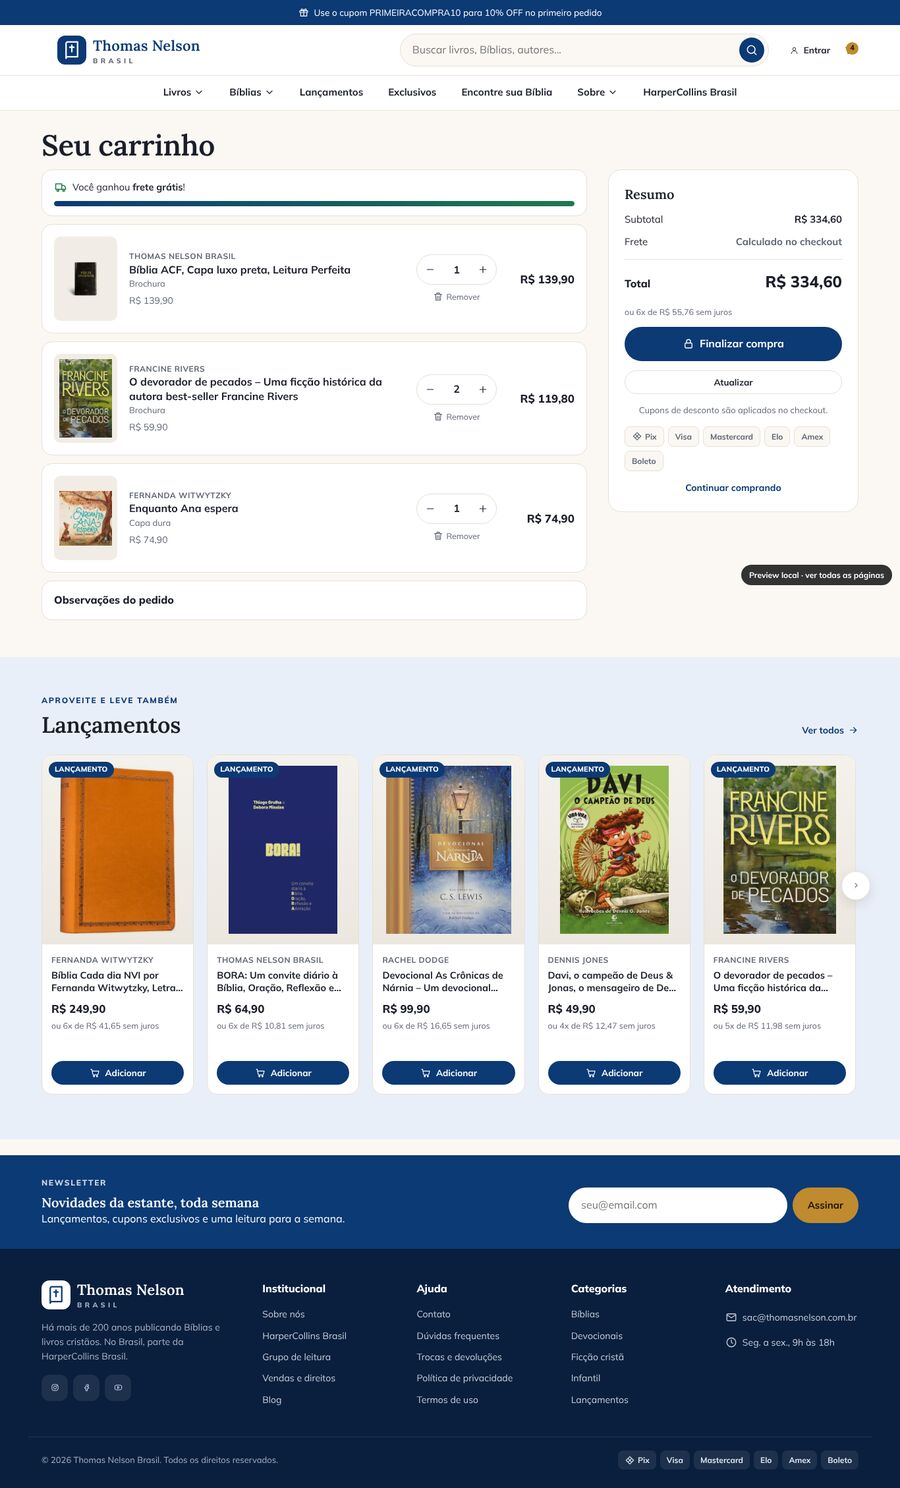 Use o cupom PRIMEIRACOMPRA10 para 10% OFF no primeiro pedido
Thomas Nelson
BRASIL
Buscar livros, Bíblias, autores...
Entrar
4
Livros
Bíblias
Lançamentos
Exclusivos
Encontre sua Bíblia
Sobre
HarperCollins Brasil
Seu carrinho
Você ganhou frete grátis!
THOMAS NELSON BRASIL
Bíblia ACF, Capa luxo preta, Leitura Perfeita
Brochura
R$ 139,90
1
Remover
R$ 139,90
FRANCINE RIVERS
O DEVORADOR DE PECADOS
FRANCINE RIVERS
O devorador de pecados – Uma ficção histórica da
autora best-seller Francine Rivers
Brochura
R$ 59,90
2
Remover
R$ 119,80
FERNANDA WITWYTZKY
Enquanto Ana espera
Capa dura
R$ 74,90
1
Remover
R$ 74,90
Observações do pedido
Resumo
Subtotal
R$ 334,60
Frete
Calculado no checkout
Total
R$ 334,60
ou 6x de R$ 55,76 sem juros
Finalizar compra
Atualizar
Cupons de desconto são aplicados no checkout.
Pix
Visa
Mastercard
Elo
Amex
Boleto
Continuar comprando
Preview local · ver todas as páginas
APROVEITE E LEVE TAMBÉM
Lançamentos
Ver todos
LANÇAMENTO
FERNANDA WITWYTZKY
Bíblia Cada dia NVI por
Fernanda Witwytzky, Letra...
R$ 249,90
ou 6x de R$ 41,65 sem juros
Adicionar
LANÇAMENTO
BORA!
THOMAS NELSON BRASIL
BORA: Um convite diário à
Bíblia, Oração, Reflexão e...
R$ 64,90
ou 6x de R$ 10,81 sem juros
Adicionar
LANÇAMENTO
DEVOCIONAL
NÁRNIA
C. S. LEWIS
RACHEL DODGE
Devocional As Crônicas de
Nárnia – Um devocional...
R$ 99,90
ou 6x de R$ 16,65 sem juros
Adicionar
LANÇAMENTO
DAVI
O CAMPEÃO DE DEUS
Ilustrações de Dennis G. Jones
DENNIS JONES
Davi, o campeão de Deus &
Jonas, o mensageiro de De...
R$ 49,90
ou 4x de R$ 12,47 sem juros
Adicionar
LANÇAMENTO
FRANCINE
RIVERS
O DEVORADOR
DE PECADOS
FRANCINE RIVERS
O devorador de pecados –
Uma ficção histórica da...
R$ 59,90
ou 5x de R$ 11,98 sem juros
Adicionar
NEWSLETTER
Novidades da estante, toda semana
Lançamentos, cupons exclusivos e uma leitura para a semana.
seu@email.com
Assinar
Thomas Nelson
BRASIL
Há mais de 200 anos publicando Bíblias e
livros cristãos. No Brasil, parte da
HarperCollins Brasil.
Institucional
Sobre nós
HarperCollins Brasil
Grupo de leitura
Vendas e direitos
Blog
Ajuda
Contato
Dúvidas frequentes
Trocas e devoluções
Política de privacidade
Termos de uso
Categorias
Bíblias
Devocionais
Ficção cristã
Infantil
Lançamentos
Atendimento
sac@thomasnelson.com.br
Seg. a sex., 9h às 18h
© 2026 Thomas Nelson Brasil. Todos os direitos reservados.
Pix
Visa
Mastercard
Elo
Amex
Boleto